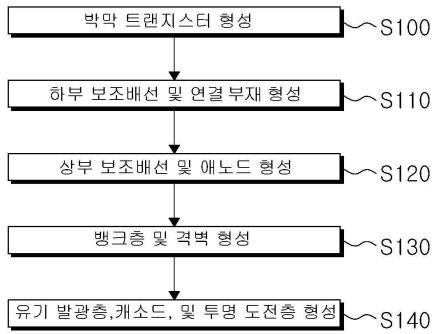 박막 트랜지스터 형성 S100
하부 보조배선 및 연결 부재 형성 S110
상부 보조배선 및 애노드 형성 S120
뱅크층 및 격벽 형성 S130
유기 발광층,캐소드, 및 투명 도전층 형성 S140